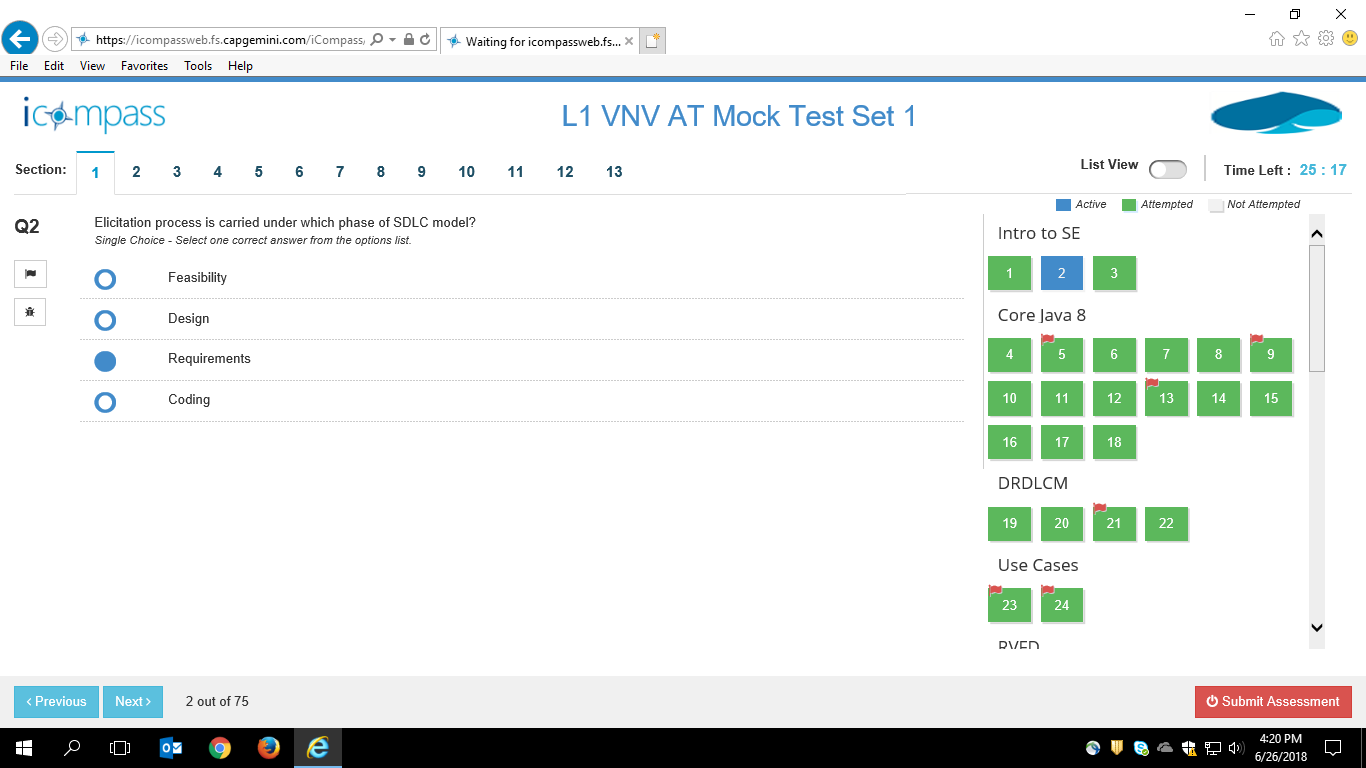 https://icompassweb.fs.capgemini.com/iCompass/
Waiting for icompassweb.fs...
File Edit View Favorites Tools Help
icompass
L1 VNV AT Mock Test Set 1
Section: 1 2 3 4 5 6 7 8 9 10 11 12 13
List View
Time Left : 25 : 17
Active Attempted Not Attempted
Q2
Elicitation process is carried under which phase of SDLC model?
Single Choice - Select one correct answer from the options list.
Feasibility
Design
Requirements
Coding
Intro to SE
1 2 3
Core Java 8
4 5 6 7 8 9
10 11 12 13 14 15
16 17 18
DRDLCM
19 20 21 22
Use Cases
23 24
‹ Previous
Next ›
2 out of 75
Submit Assessment
4:20 PM
6/26/2018